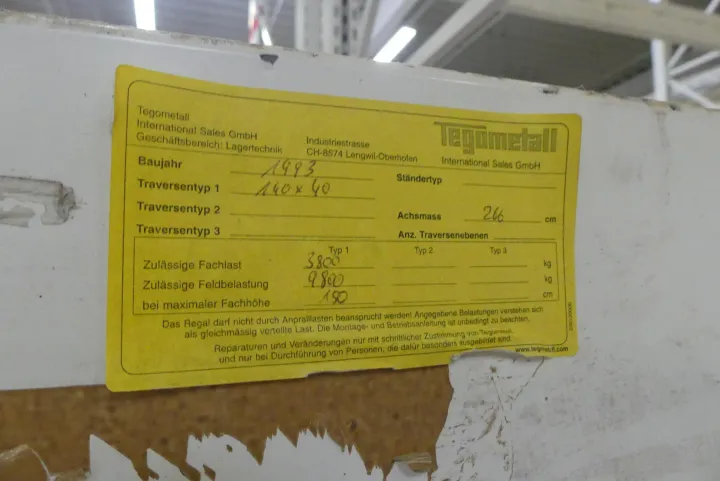 Tegometall
International Sales GmbH
Geschäftsbereich: Lagertechnik
Industriestrasse
CH-8574 Lengwil-Oberhofen
Tegometall
International Sales GmbH
Baujahr 1993
Ständertyp
Traversentyp 1 140 x 40
Traversentyp 2
Achsmass 266 cm
Traversentyp 3
Anz. Traversenebenen
Typ 1 Typ 2 Typ 3
Zulässige Fachlast 3800 kg
Zulässige Feldbelastung 9800 kg
bei maximaler Fachhöhe 150 cm
Das Regal darf nicht durch Anpralllasten beansprucht werden! Angegebene Belastungen verstehen sich
als gleichmässig verteilte Last. Die Montage- und Betriebsanleitung ist unbedingt zu beachten.
Reparaturen und Veränderungen nur mit schriftlicher Zustimmung von Tegometall
und nur bei Durchführung von Personen, die dafür besonders ausgebildet sind.